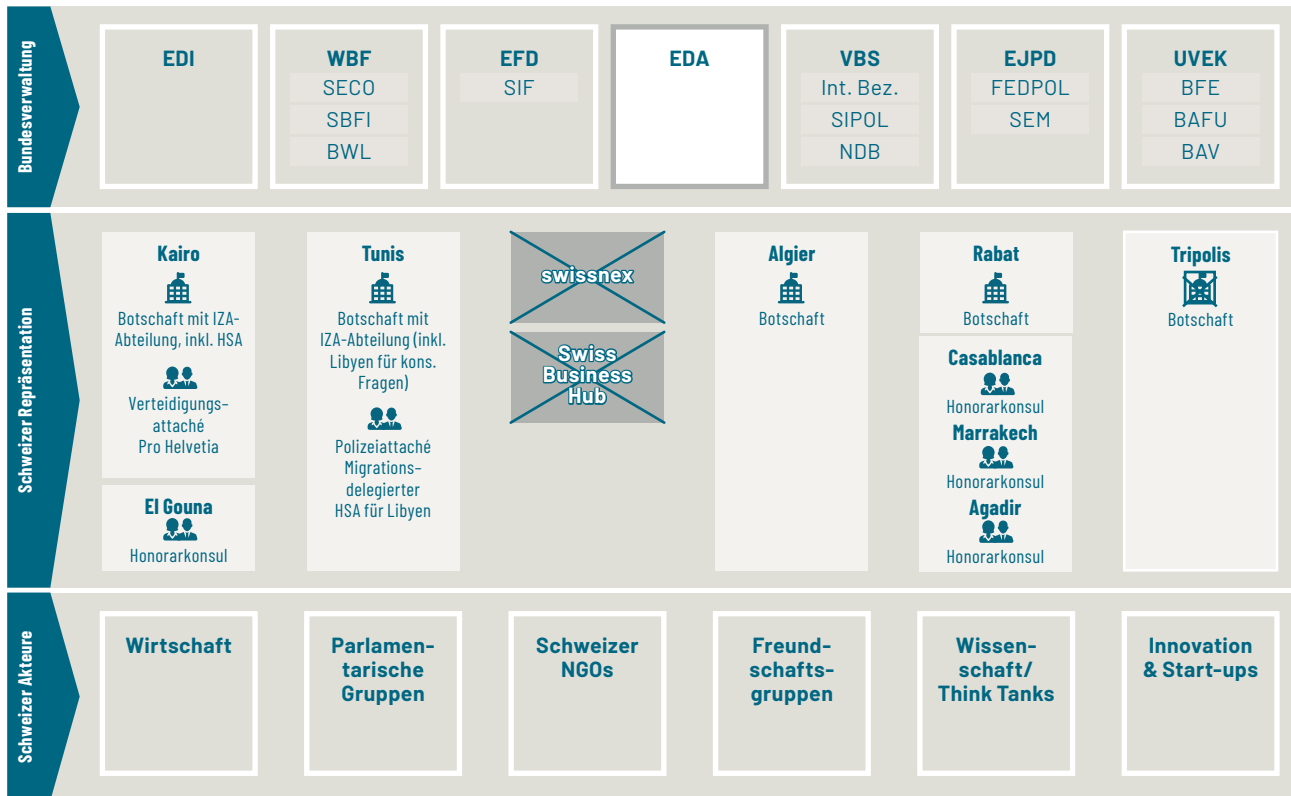 Bundesverwaltung
EDI
WBF
SECO
SBFI
BWL
EFD
SIF
EDA
VBS
Int. Bez.
SIPOL
NDB
EJPD
FEDPOL
SEM
UVEK
BFE
BAFU
BAV
Schweizer Repräsentation
Kairo
Botschaft mit IZA-
Abteilung, inkl. HSA
Verteidigungs-
attaché
Pro Helvetia
El Gouna
Honorarkonsul
Tunis
Botschaft mit
IZA-Abteilung (inkl.
Libyen für kons.
Fragen)
Polizeiattaché
Migrations-
delegierter
HSA für Libyen
swissnex
Swiss
Business
Hub
Algier
Botschaft
Rabat
Botschaft
Casablanca
Honorarkonsul
Marrakech
Honorarkonsul
Agadir
Honorarkonsul
Tripolis
Botschaft
Schweizer Akteure
Wirtschaft
Parlamen-
tarische
Gruppen
Schweizer
NGOs
Freund-
schafts-
gruppen
Wissen-
schaft/
Think Tanks
Innovation
& Start-ups